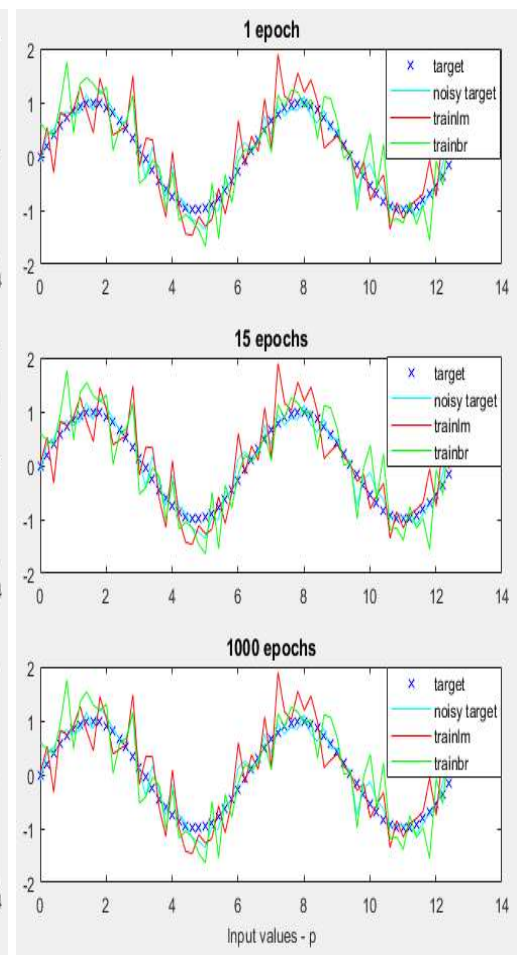 1 epoch
2
1
0
-1
-2
0 2 4 6 8 10 12 14
target
noisy target
trainlm
trainbr
15 epochs
2
1
0
-1
-2
0 2 4 6 8 10 12 14
target
noisy target
trainlm
trainbr
1000 epochs
2
1
0
-1
-2
0 2 4 6 8 10 12 14
target
noisy target
trainlm
trainbr
Input values - p